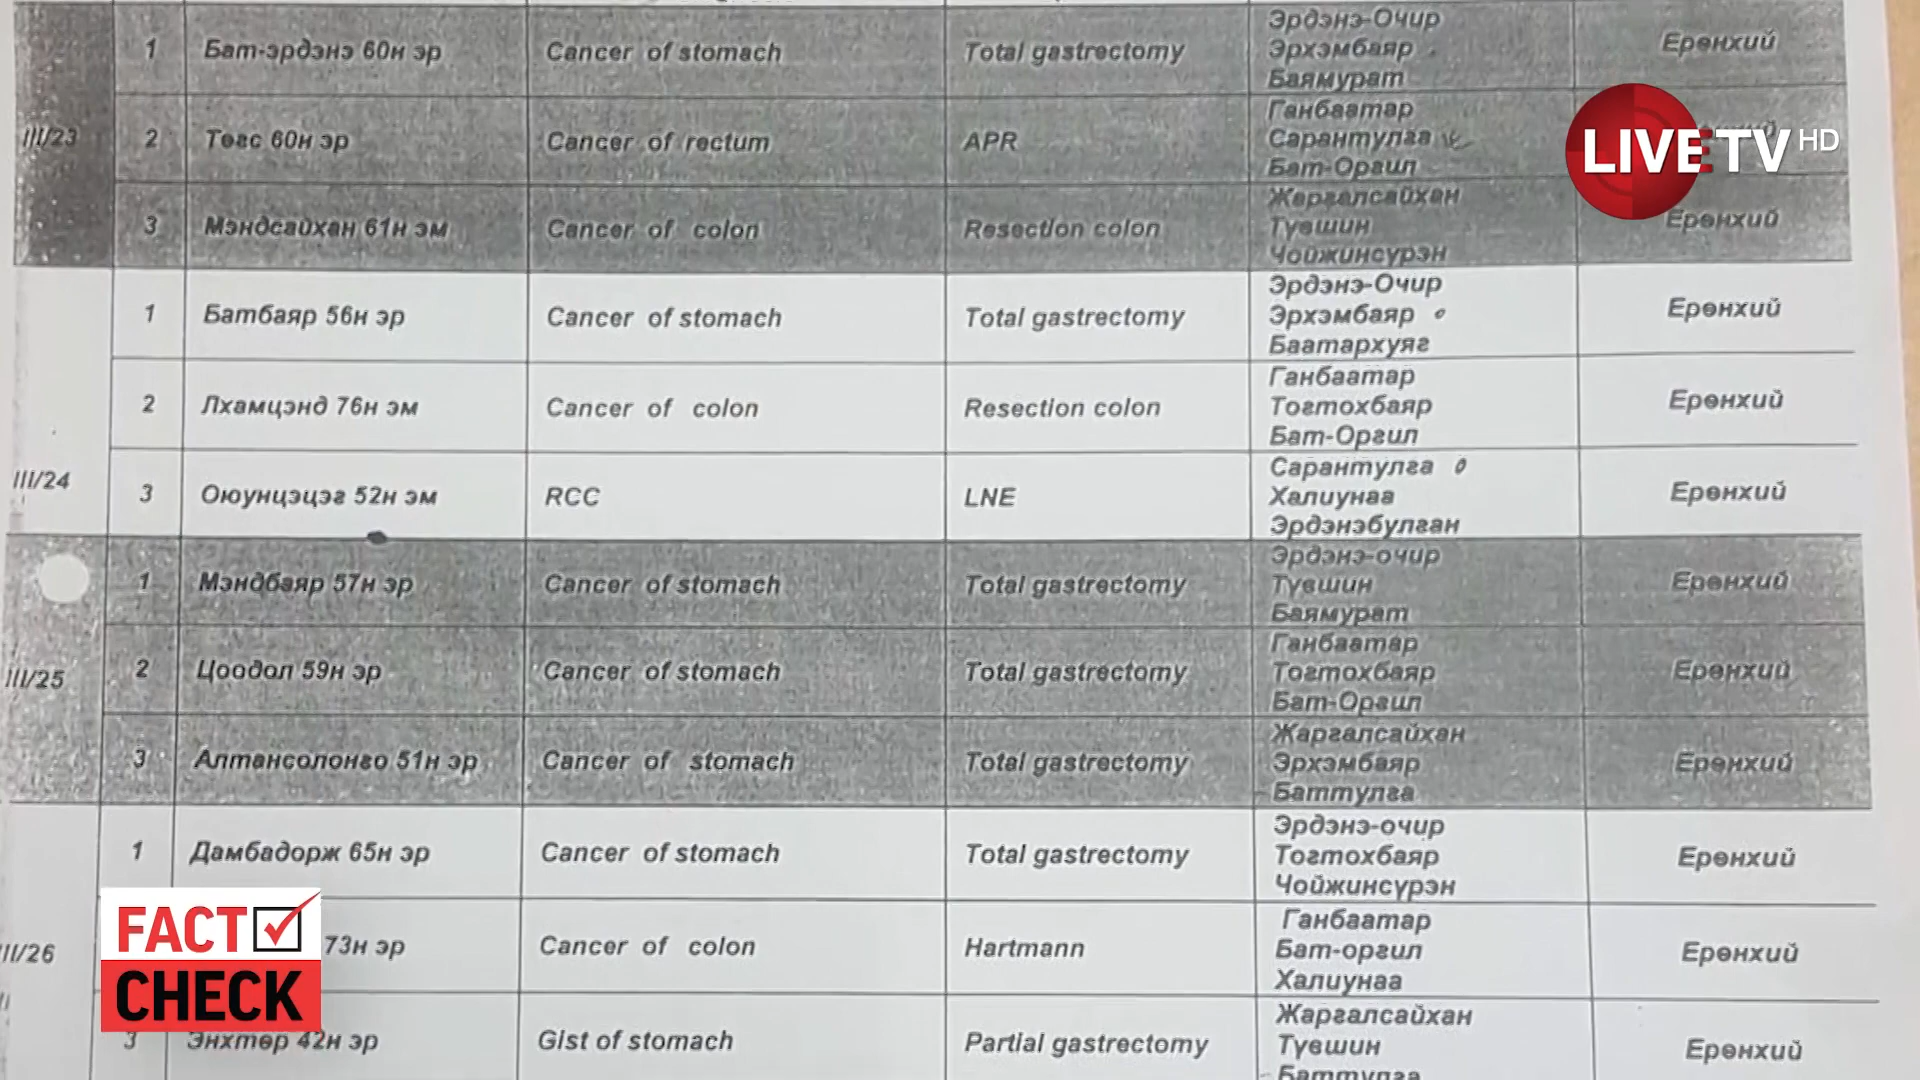 1 Бат-эрдэнэ 60н эр Cancer of stomach Total gastrectomy Эрдэнэ-Очир Ерөнхий
Эрхэмбаяр
Баямурат
III/23 2 Төгс 60н эр Cancer of rectum APR Ганбаатар
Сарантулга
Бат-Оргил
3 Мэндсайхан 61н эм Cancer of colon Resection colon Жаргалсайхан Ерөнхий
Түвшин
Чойжинсүрэн
LIVETV HD
1 Батбаяр 56н эр Cancer of stomach Total gastrectomy Эрдэнэ-Очир Ерөнхий
Эрхэмбаяр
Баатархуяг
2 Лхамцэнд 76н эм Cancer of colon Resection colon Ганбаатар Ерөнхий
Тогтохбаяр
Бат-Оргил
III/24 3 Оюунцэцэг 52н эм RCC LNE Сарантулга Ерөнхий
Халиунаа
Эрдэнэбулган
1 Мэндбаяр 57н эр Cancer of stomach Total gastrectomy Эрдэнэ-очир Ерөнхий
Түвшин
Баямурат
III/25 2 Цоодол 59н эр Cancer of stomach Total gastrectomy Ганбаатар Ерөнхий
Тогтохбаяр
Бат-Оргил
3 Алтансолонго 51н эр Cancer of stomach Total gastrectomy Жаргалсайхан Ерөнхий
Эрхэмбаяр
Баттулга
1 Дамбадорж 65н эр Cancer of stomach Total gastrectomy Эрдэнэ-очир Ерөнхий
Тогтохбаяр
Чойжинсүрэн
III/26 73н эр Cancer of colon Hartmann Ганбаатар Ерөнхий
Бат-оргил
Халиунаа
3 Энхтөр 42н эр Gist of stomach Partial gastrectomy Жаргалсайхан Ерөнхий
Түвшин
Баттулга
FACT
CHECK